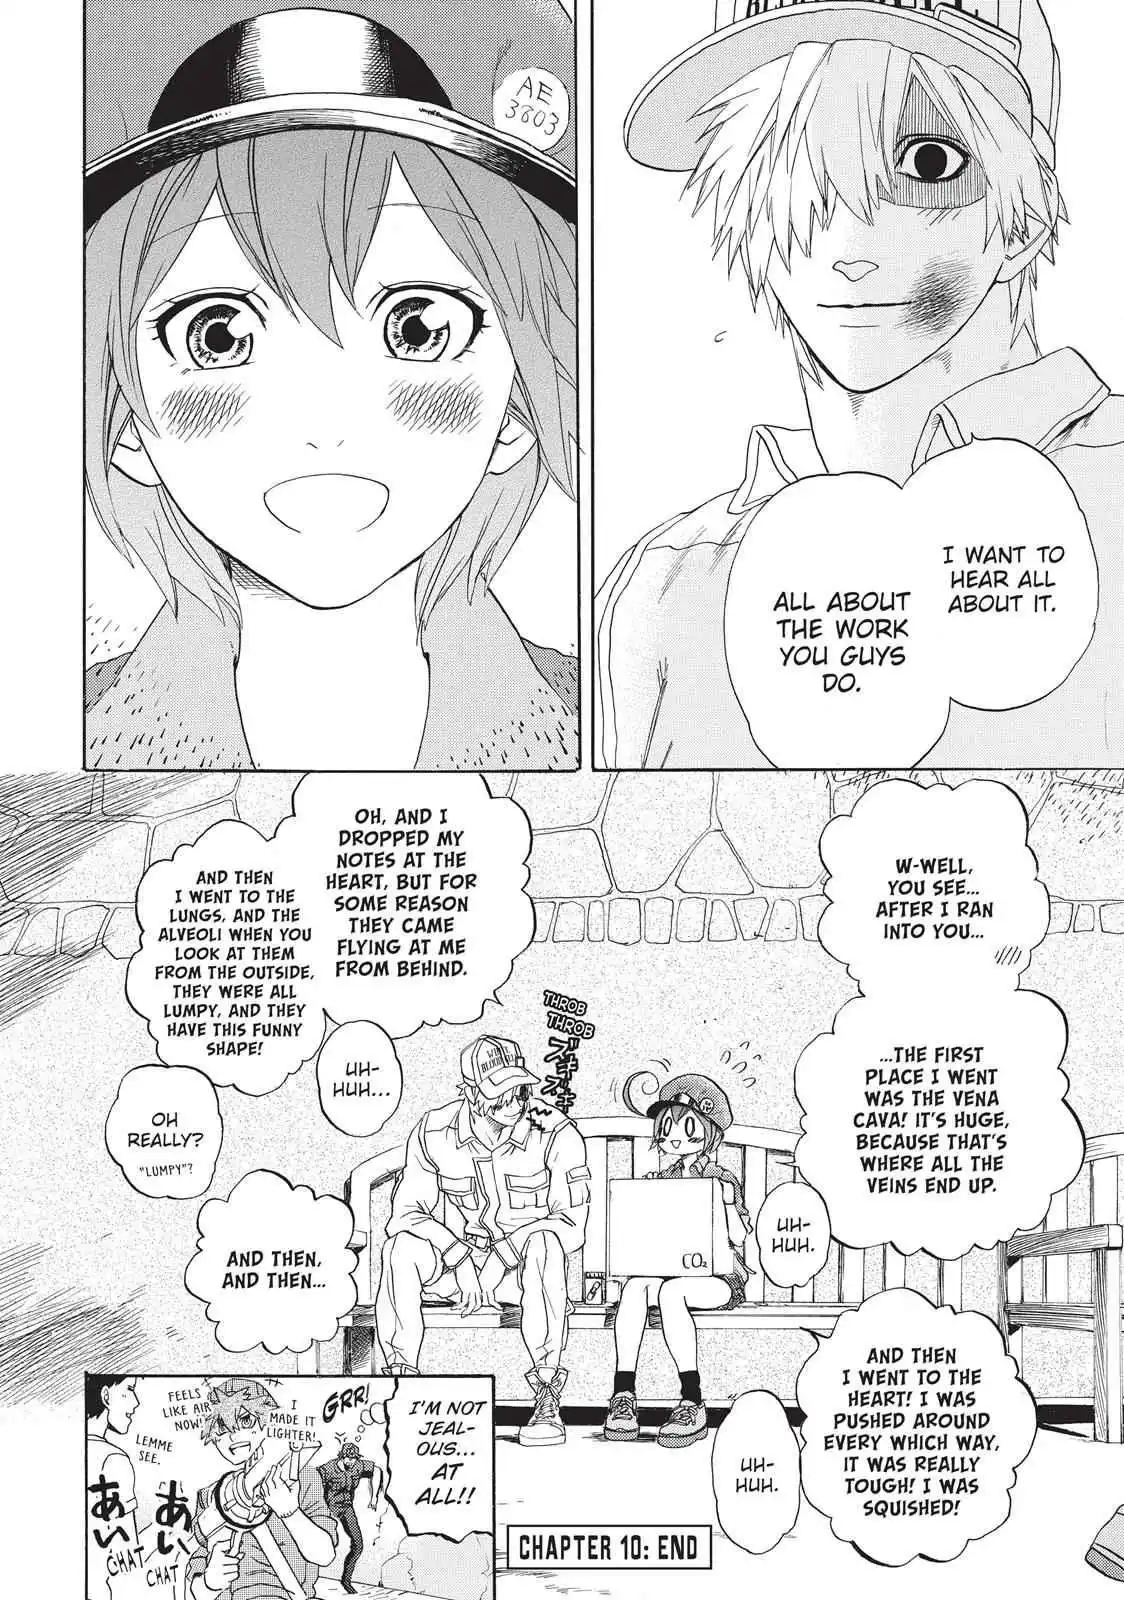 AE
3803
I WANT TO
HEAR ALL
ABOUT IT.
ALL ABOUT
THE WORK
YOU GUYS
DO.
W-WELL,
YOU SEE...
AFTER I RAN
INTO YOU...
...THE FIRST
PLACE I WENT
WAS THE VENA
CAVA! IT'S HUGE,
BECAUSE THAT'S
WHERE ALL THE
VEINS END UP.
UH-
HUH.
AND THEN
I WENT TO THE
HEART! I WAS
PUSHED AROUND
EVERY WHICH WAY,
IT WAS REALLY
TOUGH! I WAS
SQUISHED!
UH-
HUH.
OH, AND I
DROPPED MY
NOTES AT THE
HEART, BUT FOR
SOME REASON
THEY CAME
FLYING AT ME
FROM BEHIND.
UH-
HUH...
AND THEN
I WENT TO THE
LUNGS, AND THE
ALVEOLI WHEN YOU
LOOK AT THEM
FROM THE OUTSIDE,
THEY WERE ALL
LUMPY, AND THEY
HAVE THIS FUNNY
SHAPE!
OH
REALLY?
"LUMPY"?
AND THEN,
AND THEN...
THROB
THROB
ズキズキ
CO₂
I'M NOT
JEAL-
OUS...
AT
ALL!!
GRR!
I
MADE IT
LIGHTER!
FEELS
LIKE AIR
NOW!
LEMME
SEE.
あい
あい
CHAT
CHAT
CHAPTER 10: END